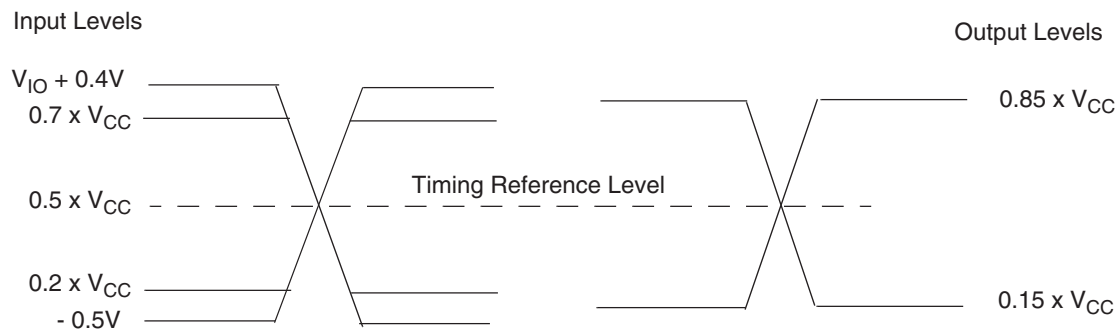 Input Levels
Output Levels
V_IO + 0.4V
0.7 x V_CC
0.85 x V_CC
Timing Reference Level
0.5 x V_CC
0.2 x V_CC
- 0.5V
0.15 x V_CC